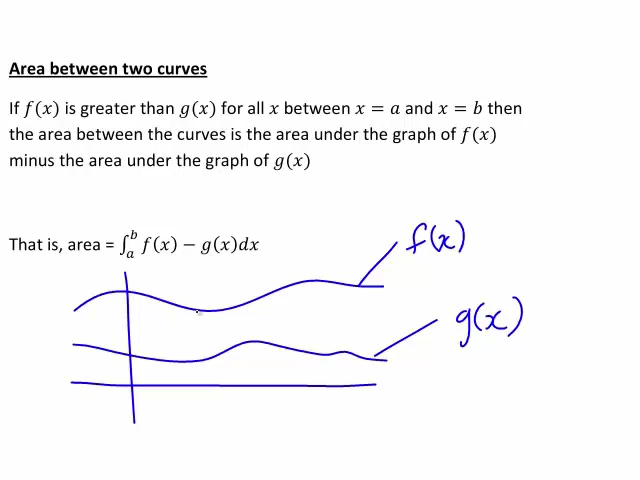 Area between two curves
If f(x) is greater than g(x) for all x between x = a and x = b then
the area between the curves is the area under the graph of f(x)
minus the area under the graph of g(x)
That is, area = ∫ₐᵇ f(x) − g(x)dx
f(x)
g(x)